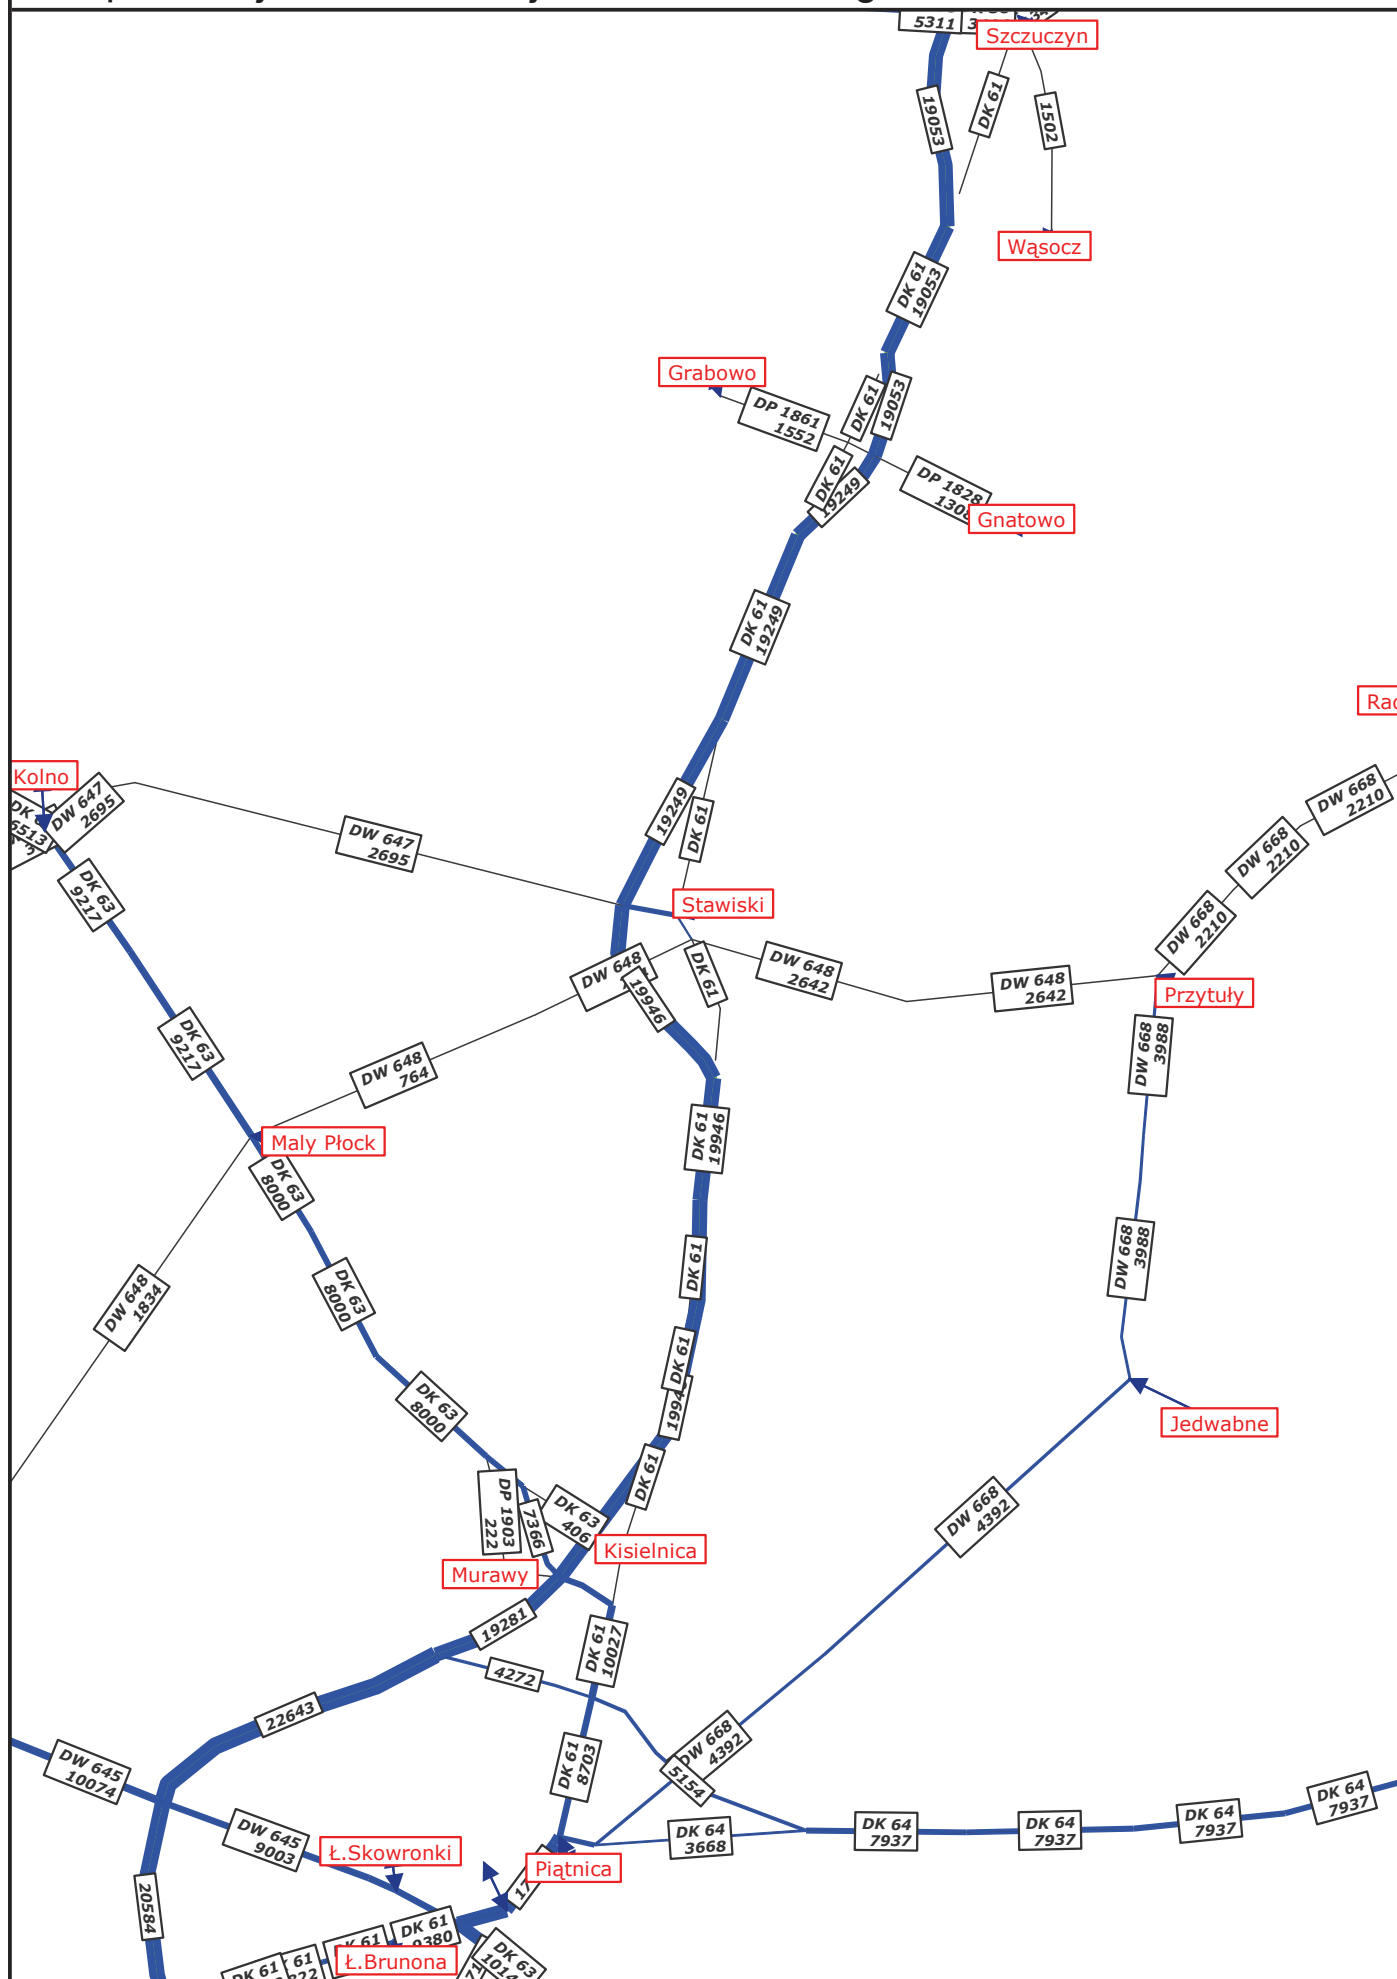 5311
Szczuczyn
DK 61
19053
1502
Wąsocz
DK 61
19053
Grabowo
DP 1861
1552
DK 61
19053
DK 61
19249
DP 1828
Gnatowo
DK 61
19249
Kolno
DW 647
2695
6513
DW 647
2695
19249
DK 61
DW 668
2210
DW 668
2210
DK 63
9217
Stawiski
DW 668
2210
DW 648
19946
DK 61
DW 648
2642
DW 648
2642
Przytuły
DK 63
9217
DW 648
764
DW 668
3988
Maly Płock
DK 61
19946
DK 63
8000
DW 648
1834
DK 63
8000
DK 61
DW 668
3988
DK 61
DK 63
8000
Jedwabne
DK 61
DP 1903
222
7366
DK 63
406
DW 668
4392
Kisielnica
Murawy
19281
DK 61
10027
4272
22643
DW 668
4392
DW 645
10074
DK 61
8703
5154
DK 64
7937
DW 645
9003
DK 64
3668
DK 64
7937
DK 64
7937
DK 64
7937
Ł.Skowronki
Piątnica
20584
DK 61
9380
DK 63
Ł.Brunona
DK 61